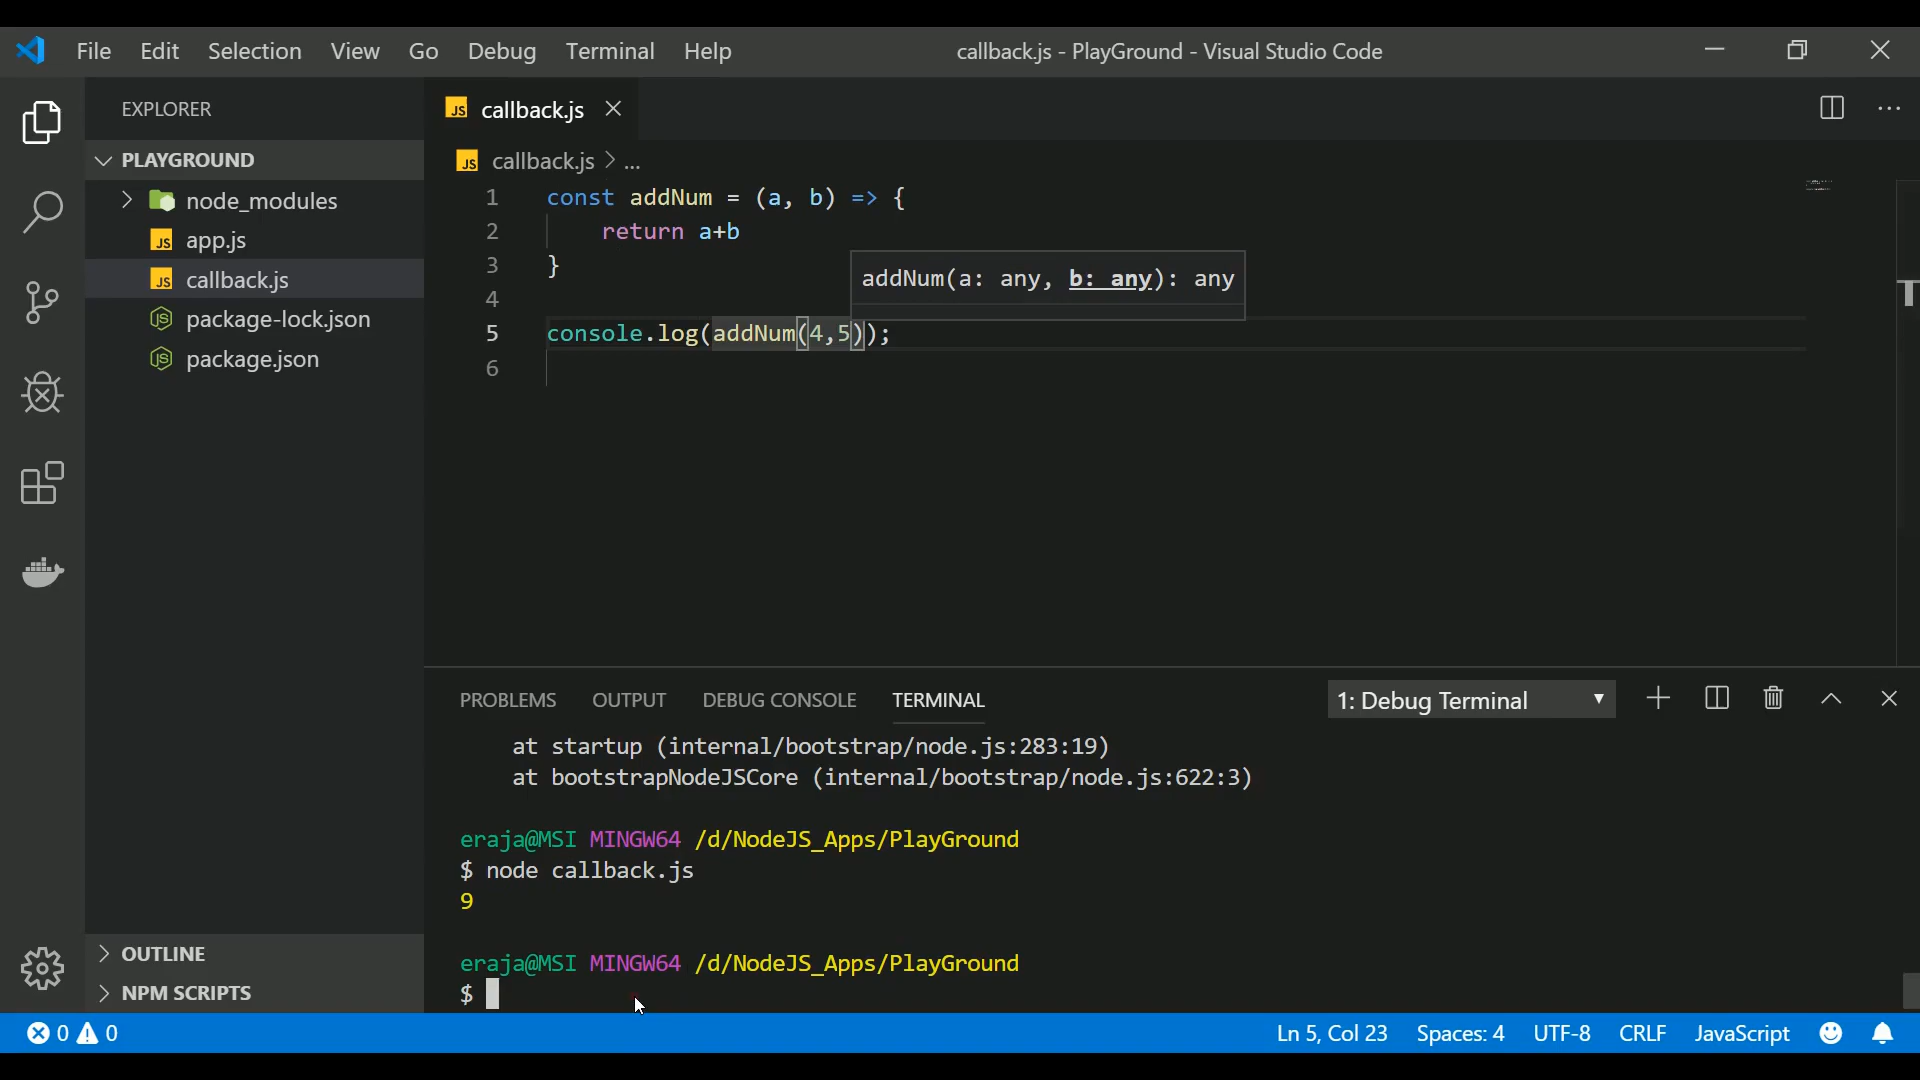 File Edit Selection View Go Debug Terminal Help callback.js - PlayGround - Visual Studio Code
EXPLORER
PLAYGROUND
node_modules
JS app.js
JS callback.js
package-lock.json
package.json
OUTLINE
NPM SCRIPTS
JS callback.js
JS callback.js > ...
1 const addNum = (a, b) => {
2 return a+b
3 }
4
addNum(a: any, b: any): any
5 console.log(addNum(4,5));
6
PROBLEMS OUTPUT DEBUG CONSOLE TERMINAL 1: Debug Terminal
at startup (internal/bootstrap/node.js:283:19)
at bootstrapNodeJSCore (internal/bootstrap/node.js:622:3)
eraja@MSI MINGW64 /d/NodeJS_Apps/PlayGround
$ node callback.js
9
eraja@MSI MINGW64 /d/NodeJS_Apps/PlayGround
$
0 0 Ln 5, Col 23 Spaces: 4 UTF-8 CRLF JavaScript